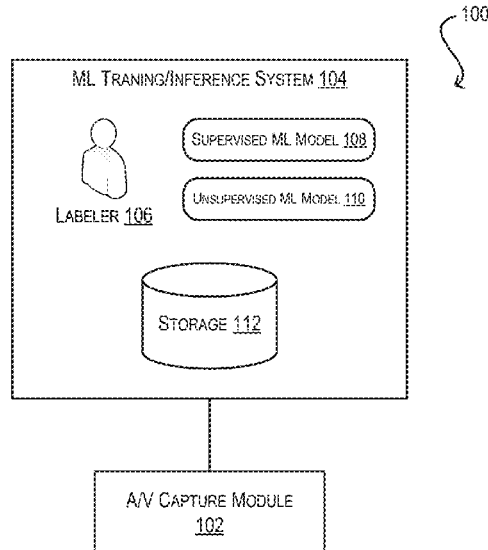 100
ML TRANING/INFERENCE SYSTEM 104
SUPERVISED ML MODEL 108
UNSUPERVISED ML MODEL 110
LABELER 106
STORAGE 112
A/V CAPTURE MODULE
102